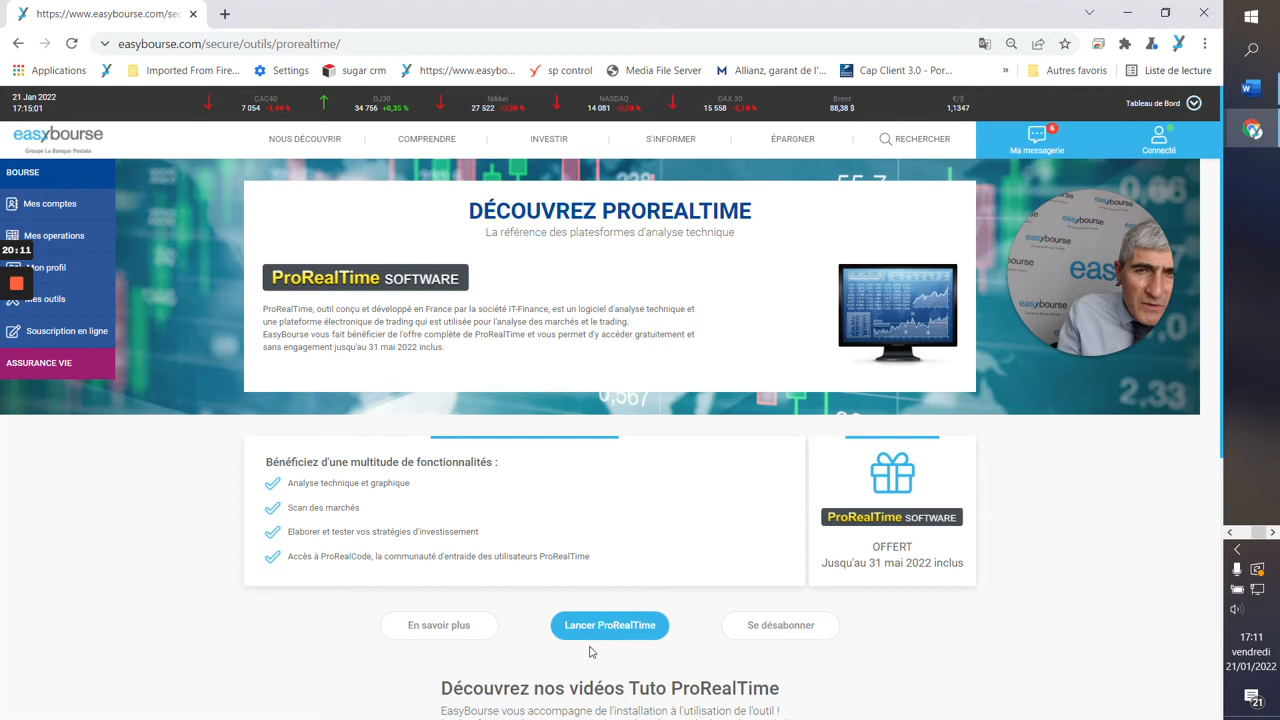 https://www.easybourse.com/sec
easybourse.com/secure/outils/prorealtime/
Applications
Imported From Fire...
Settings
sugar crm
https://www.easybo...
sp control
Media File Server
Allianz, garant de l'...
Cap Client 3.0 - Por...
»
Autres favoris
Liste de lecture
21 Jan 2022
17:15:01
CAC40
7 054 -1,66 %
DJ30
34 756 +0,35 %
Nikkei
27 522
NASDAQ
14 081
DAX 30
15 558
Brent
88,38 $
€/$
1,1347
Tableau de Bord
easybourse
Groupe La Banque Postale
NOUS DÉCOUVRIR
COMPRENDRE
INVESTIR
S'INFORMER
ÉPARGNER
RECHERCHER
6
Ma messagerie
Connecté
BOURSE
Mes comptes
Mes operations
20:11
Mon profil
Mes outils
Souscription en ligne
ASSURANCE VIE
DÉCOUVREZ PROREALTIME
La référence des platesformes d'analyse technique
ProRealTime SOFTWARE
ProRealTime, outil conçu et développé en France par la société IT-Finance, est un logiciel d'analyse technique et
une plateforme électronique de trading qui est utilisée pour l'analyse des marchés et le trading.
EasyBourse vous fait bénéficier de l'offre complète de ProRealTime et vous permet d'y accéder gratuitement et
sans engagement jusqu'au 31 mai 2022 inclus.
0,66
2,33
0,567
easybourse
easybourse
easybourse
Bénéficiez d'une multitude de fonctionnalités :
Analyse technique et graphique
Scan des marchés
Elaborer et tester vos stratégies d'investissement
Accès à ProRealCode, la communauté d'entraide des utilisateurs ProRealTime
ProRealTime SOFTWARE
OFFERT
Jusqu'au 31 mai 2022 inclus
En savoir plus
Lancer ProRealTime
Se désabonner
Découvrez nos vidéos Tuto ProRealTime
EasyBourse vous accompagne de l'installation à l'utilisation de l'outil !
17:11
vendredi
21/01/2022
21